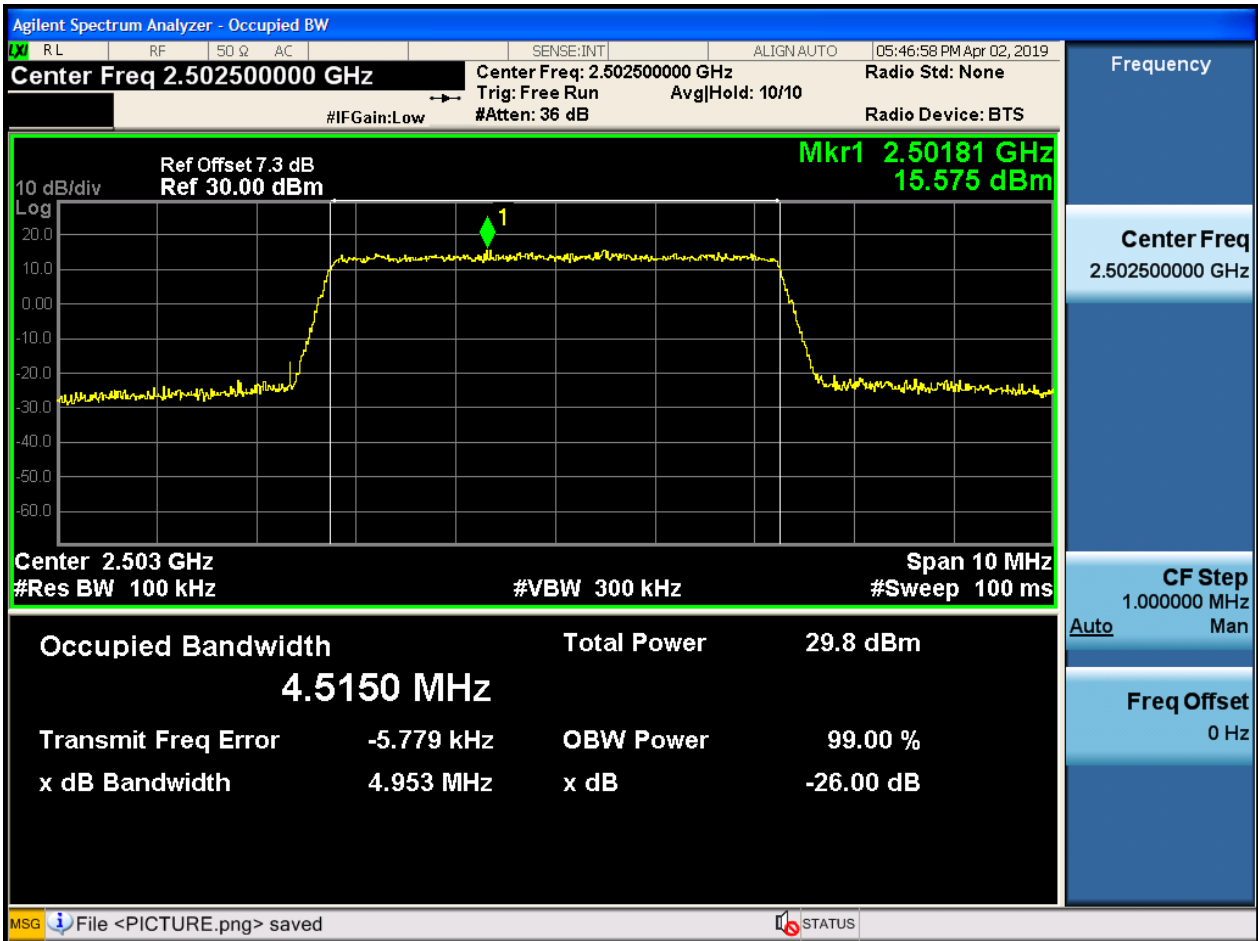 Agilent Spectrum Analyzer - Occupied BW
LXI RL RF 50 Ω AC SENSE:INT ALIGN AUTO 05:46:58 PM Apr 02, 2019
Center Freq 2.502500000 GHz
Center Freq: 2.502500000 GHz Radio Std: None
Trig: Free Run Avg|Hold: 10/10
#IFGain:Low #Atten: 36 dB Radio Device: BTS
Mkr1 2.50181 GHz
15.575 dBm
Ref Offset 7.3 dB
10 dB/div Ref 30.00 dBm
Log
1
20.0
10.0
0.00
-10.0
-20.0
-30.0
-40.0
-50.0
-60.0
Center 2.503 GHz Span 10 MHz
#Res BW 100 kHz #VBW 300 kHz #Sweep 100 ms
Occupied Bandwidth Total Power 29.8 dBm
4.5150 MHz
Transmit Freq Error -5.779 kHz OBW Power 99.00 %
x dB Bandwidth 4.953 MHz x dB -26.00 dB
Frequency
Center Freq
2.502500000 GHz
CF Step
1.000000 MHz
Auto Man
Freq Offset
0 Hz
MSG File <PICTURE.png> saved STATUS